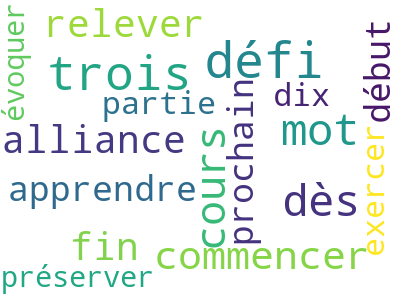 évoquer
relever
trois
défi
début
partie
dix
alliance
cours
prochain
mot
apprendre
dès
exercer
fin
commencer
préserver